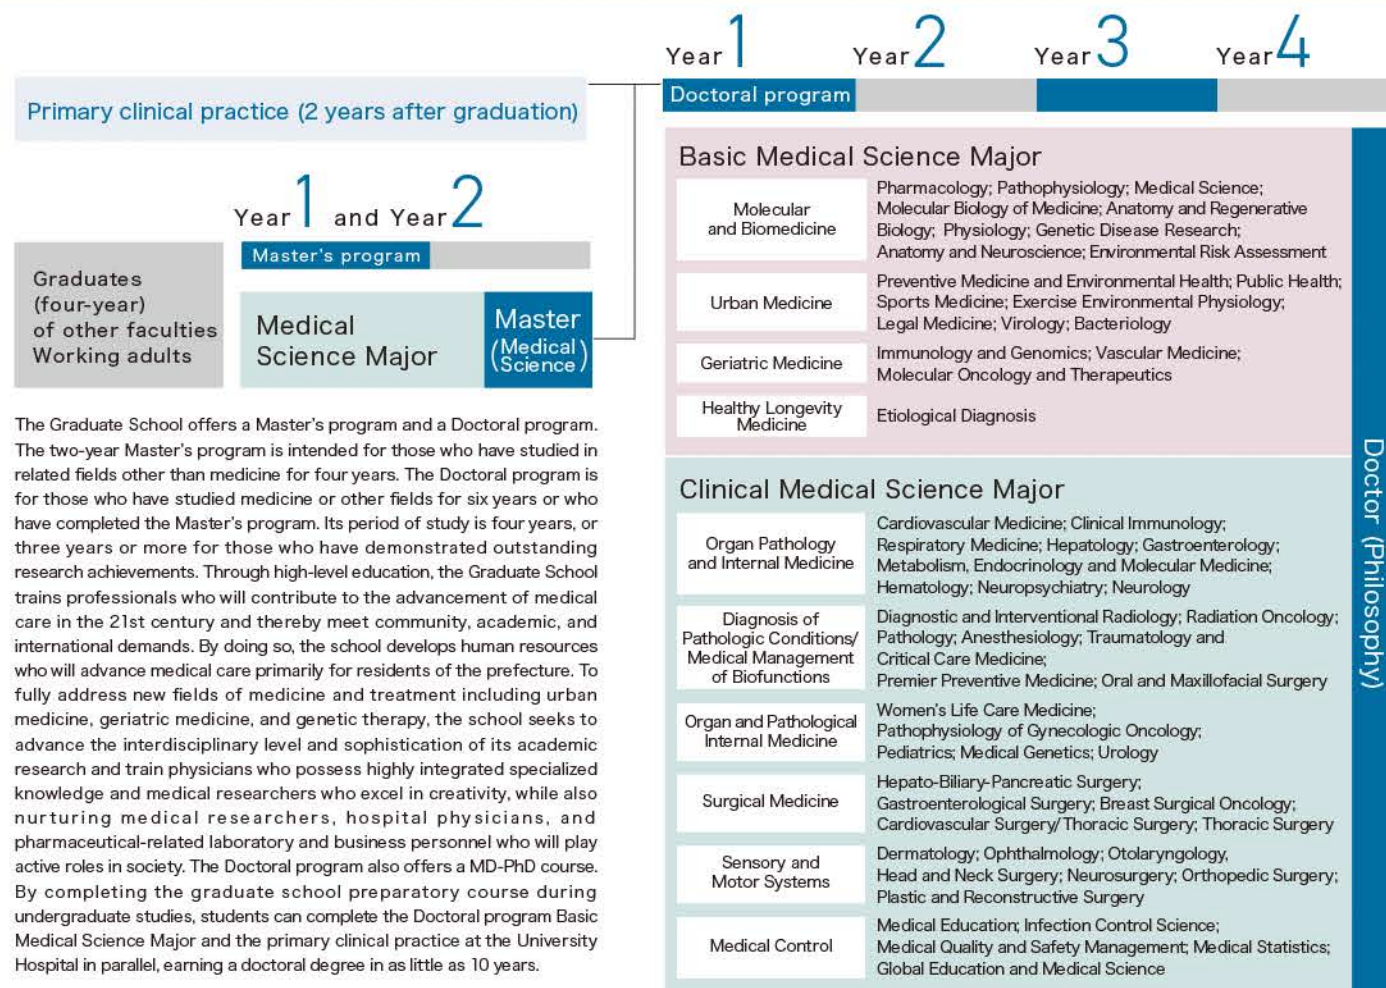 Primary clinical practice (2 years after graduation)
Year 1 and Year 2
Master's program
Graduates
(four-year)
of other faculties
Working adults
Medical
Science Major
Master
(Medical
Science)
The Graduate School offers a Master's program and a Doctoral program.
The two-year Master's program is intended for those who have studied in
related fields other than medicine for four years. The Doctoral program is
for those who have studied medicine or other fields for six years or who
have completed the Master's program. Its period of study is four years, or
three years or more for those who have demonstrated outstanding
research achievements. Through high-level education, the Graduate School
trains professionals who will contribute to the advancement of medical
care in the 21st century and thereby meet community, academic, and
international demands. By doing so, the school develops human resources
who will advance medical care primarily for residents of the prefecture. To
fully address new fields of medicine and treatment including urban
medicine, geriatric medicine, and genetic therapy, the school seeks to
advance the interdisciplinary level and sophistication of its academic
research and train physicians who possess highly integrated specialized
knowledge and medical researchers who excel in creativity, while also
nurturing medical researchers, hospital physicians, and
pharmaceutical-related laboratory and business personnel who will play
active roles in society. The Doctoral program also offers a MD-PhD course.
By completing the graduate school preparatory course during
undergraduate studies, students can complete the Doctoral program Basic
Medical Science Major and the primary clinical practice at the University
Hospital in parallel, earning a doctoral degree in as little as 10 years.
Year 1 Year 2 Year 3 Year 4
Doctoral program
Basic Medical Science Major
Molecular
and Biomedicine
Pharmacology; Pathophysiology; Medical Science;
Molecular Biology of Medicine; Anatomy and Regenerative
Biology; Physiology; Genetic Disease Research;
Anatomy and Neuroscience; Environmental Risk Assessment
Urban Medicine
Preventive Medicine and Environmental Health; Public Health;
Sports Medicine; Exercise Environmental Physiology;
Legal Medicine; Virology; Bacteriology
Geriatric Medicine
Immunology and Genomics; Vascular Medicine;
Molecular Oncology and Therapeutics
Healthy Longevity
Medicine
Etiological Diagnosis
Clinical Medical Science Major
Organ Pathology
and Internal Medicine
Cardiovascular Medicine; Clinical Immunology;
Respiratory Medicine; Hepatology; Gastroenterology;
Metabolism, Endocrinology and Molecular Medicine;
Hematology; Neuropsychiatry; Neurology
Diagnosis of
Pathologic Conditions/
Medical Management
of Biofunctions
Diagnostic and Interventional Radiology; Radiation Oncology;
Pathology; Anesthesiology; Traumatology and
Critical Care Medicine;
Premier Preventive Medicine; Oral and Maxillofacial Surgery
Organ and Pathological
Internal Medicine
Women's Life Care Medicine;
Pathophysiology of Gynecologic Oncology;
Pediatrics; Medical Genetics; Urology
Surgical Medicine
Hepato-Biliary-Pancreatic Surgery;
Gastroenterological Surgery; Breast Surgical Oncology;
Cardiovascular Surgery/Thoracic Surgery; Thoracic Surgery
Sensory and
Motor Systems
Dermatology; Ophthalmology; Otolaryngology,
Head and Neck Surgery; Neurosurgery; Orthopedic Surgery;
Plastic and Reconstructive Surgery
Medical Control
Medical Education; Infection Control Science;
Medical Quality and Safety Management; Medical Statistics;
Global Education and Medical Science
Doctor (Philosophy)